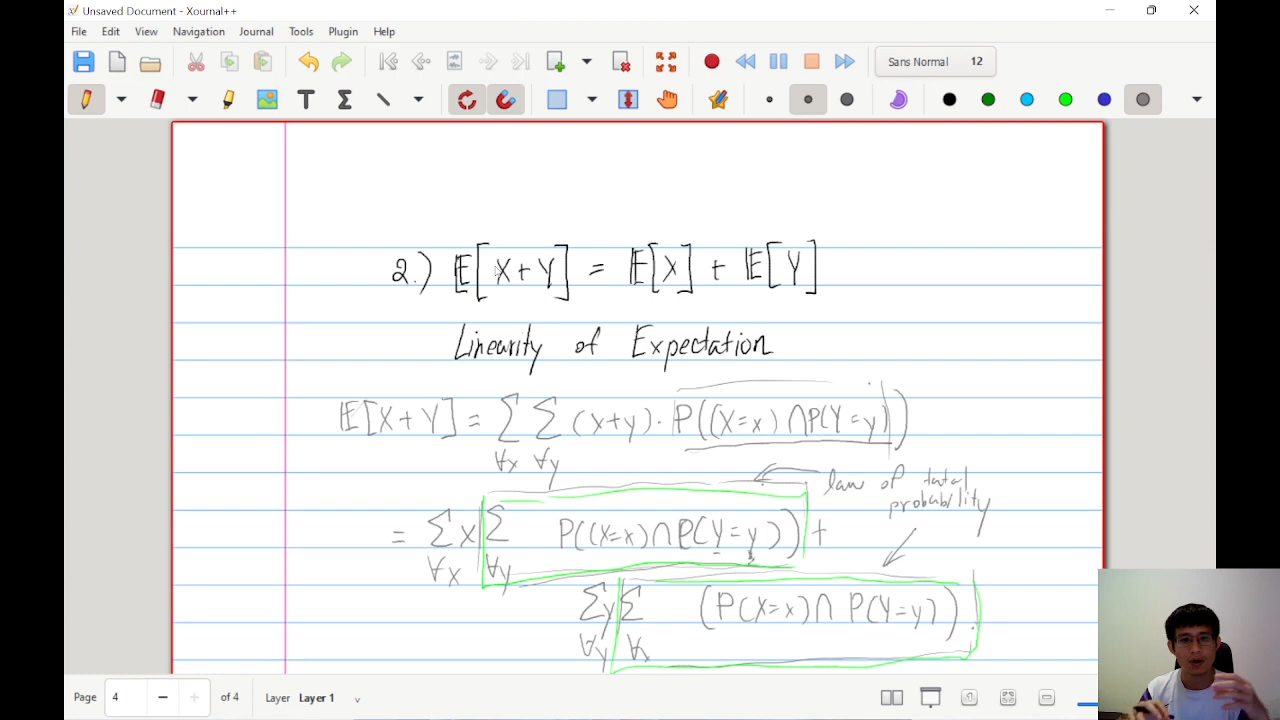 Unsaved Document - Xournal++
File Edit View Navigation Journal Tools Plugin Help
Sans Normal 12
2.) 𝔼[X+Y] = 𝔼[X] + 𝔼[Y]
Linearity of Expectation
𝔼[X+Y] = ∑∀x ∑∀y (x+y)·P((X=x)∩P(Y=y))
law of total probability
= ∑∀x x ∑∀y P((X=x)∩P(Y=y)) +
∑∀y y ∑∀x (P(X=x)∩ P(Y=y)).
Page 4 of 4 Layer Layer 1